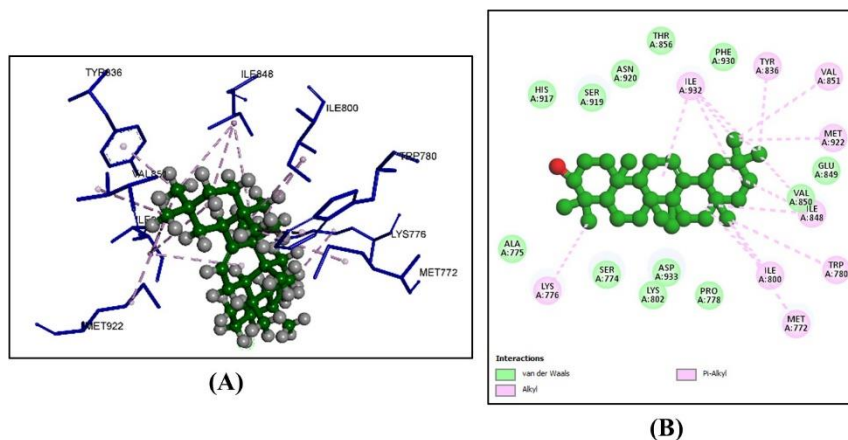 TYR836
ILE848
ILE800
TRP780
VAL851
LYS776
MET772
MET922
(A)
THR
A:856
PHE
A:930
ASN
A:920
TYR
A:836
ILE
A:932
VAL
A:851
HIS
A:917
SER
A:919
MET
A:922
GLU
A:849
VAL
A:850
ILE
A:848
ALA
A:775
TRP
A:780
LYS
A:776
SER
A:774
ASP
A:933
LYS
A:802
PRO
A:778
ILE
A:800
MET
A:772
Interactions
van der Waals
Alkyl
Pi-Alkyl
(B)